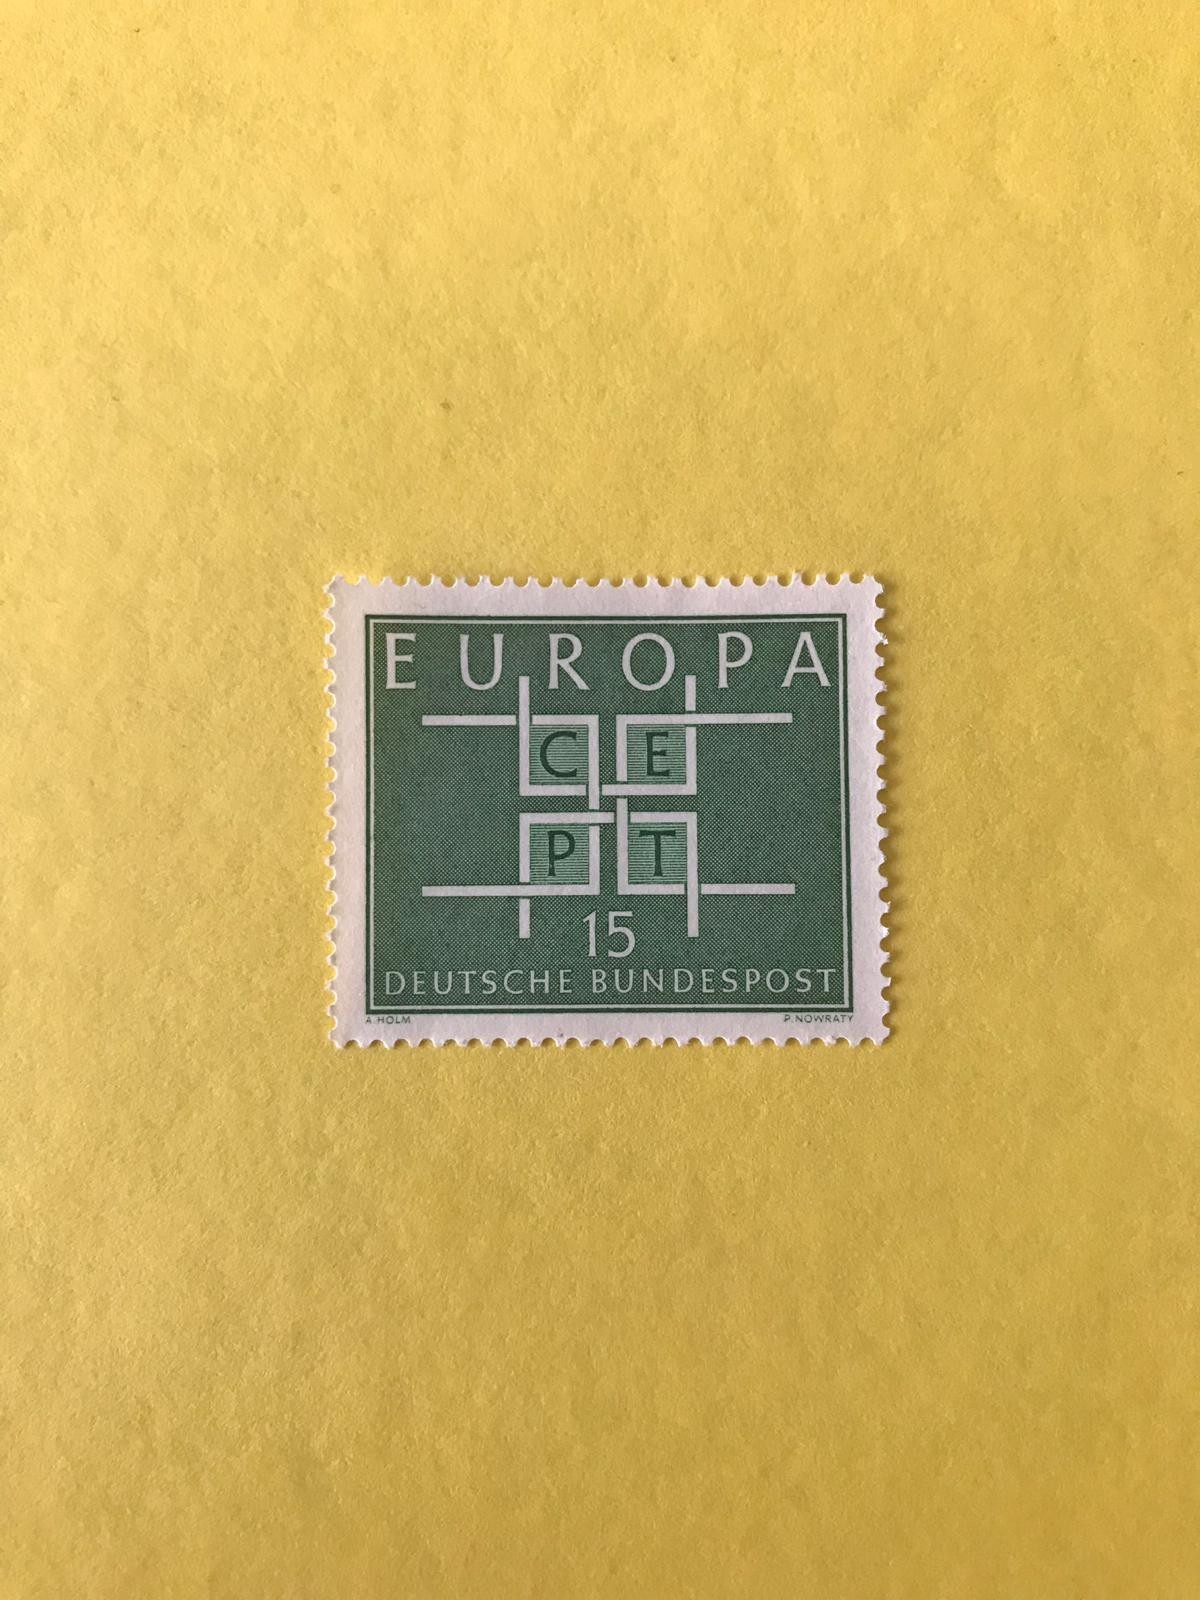 EUROPA
CE
PT
15
DEUTSCHE BUNDESPOST
A. HOLM P. NOWRATY